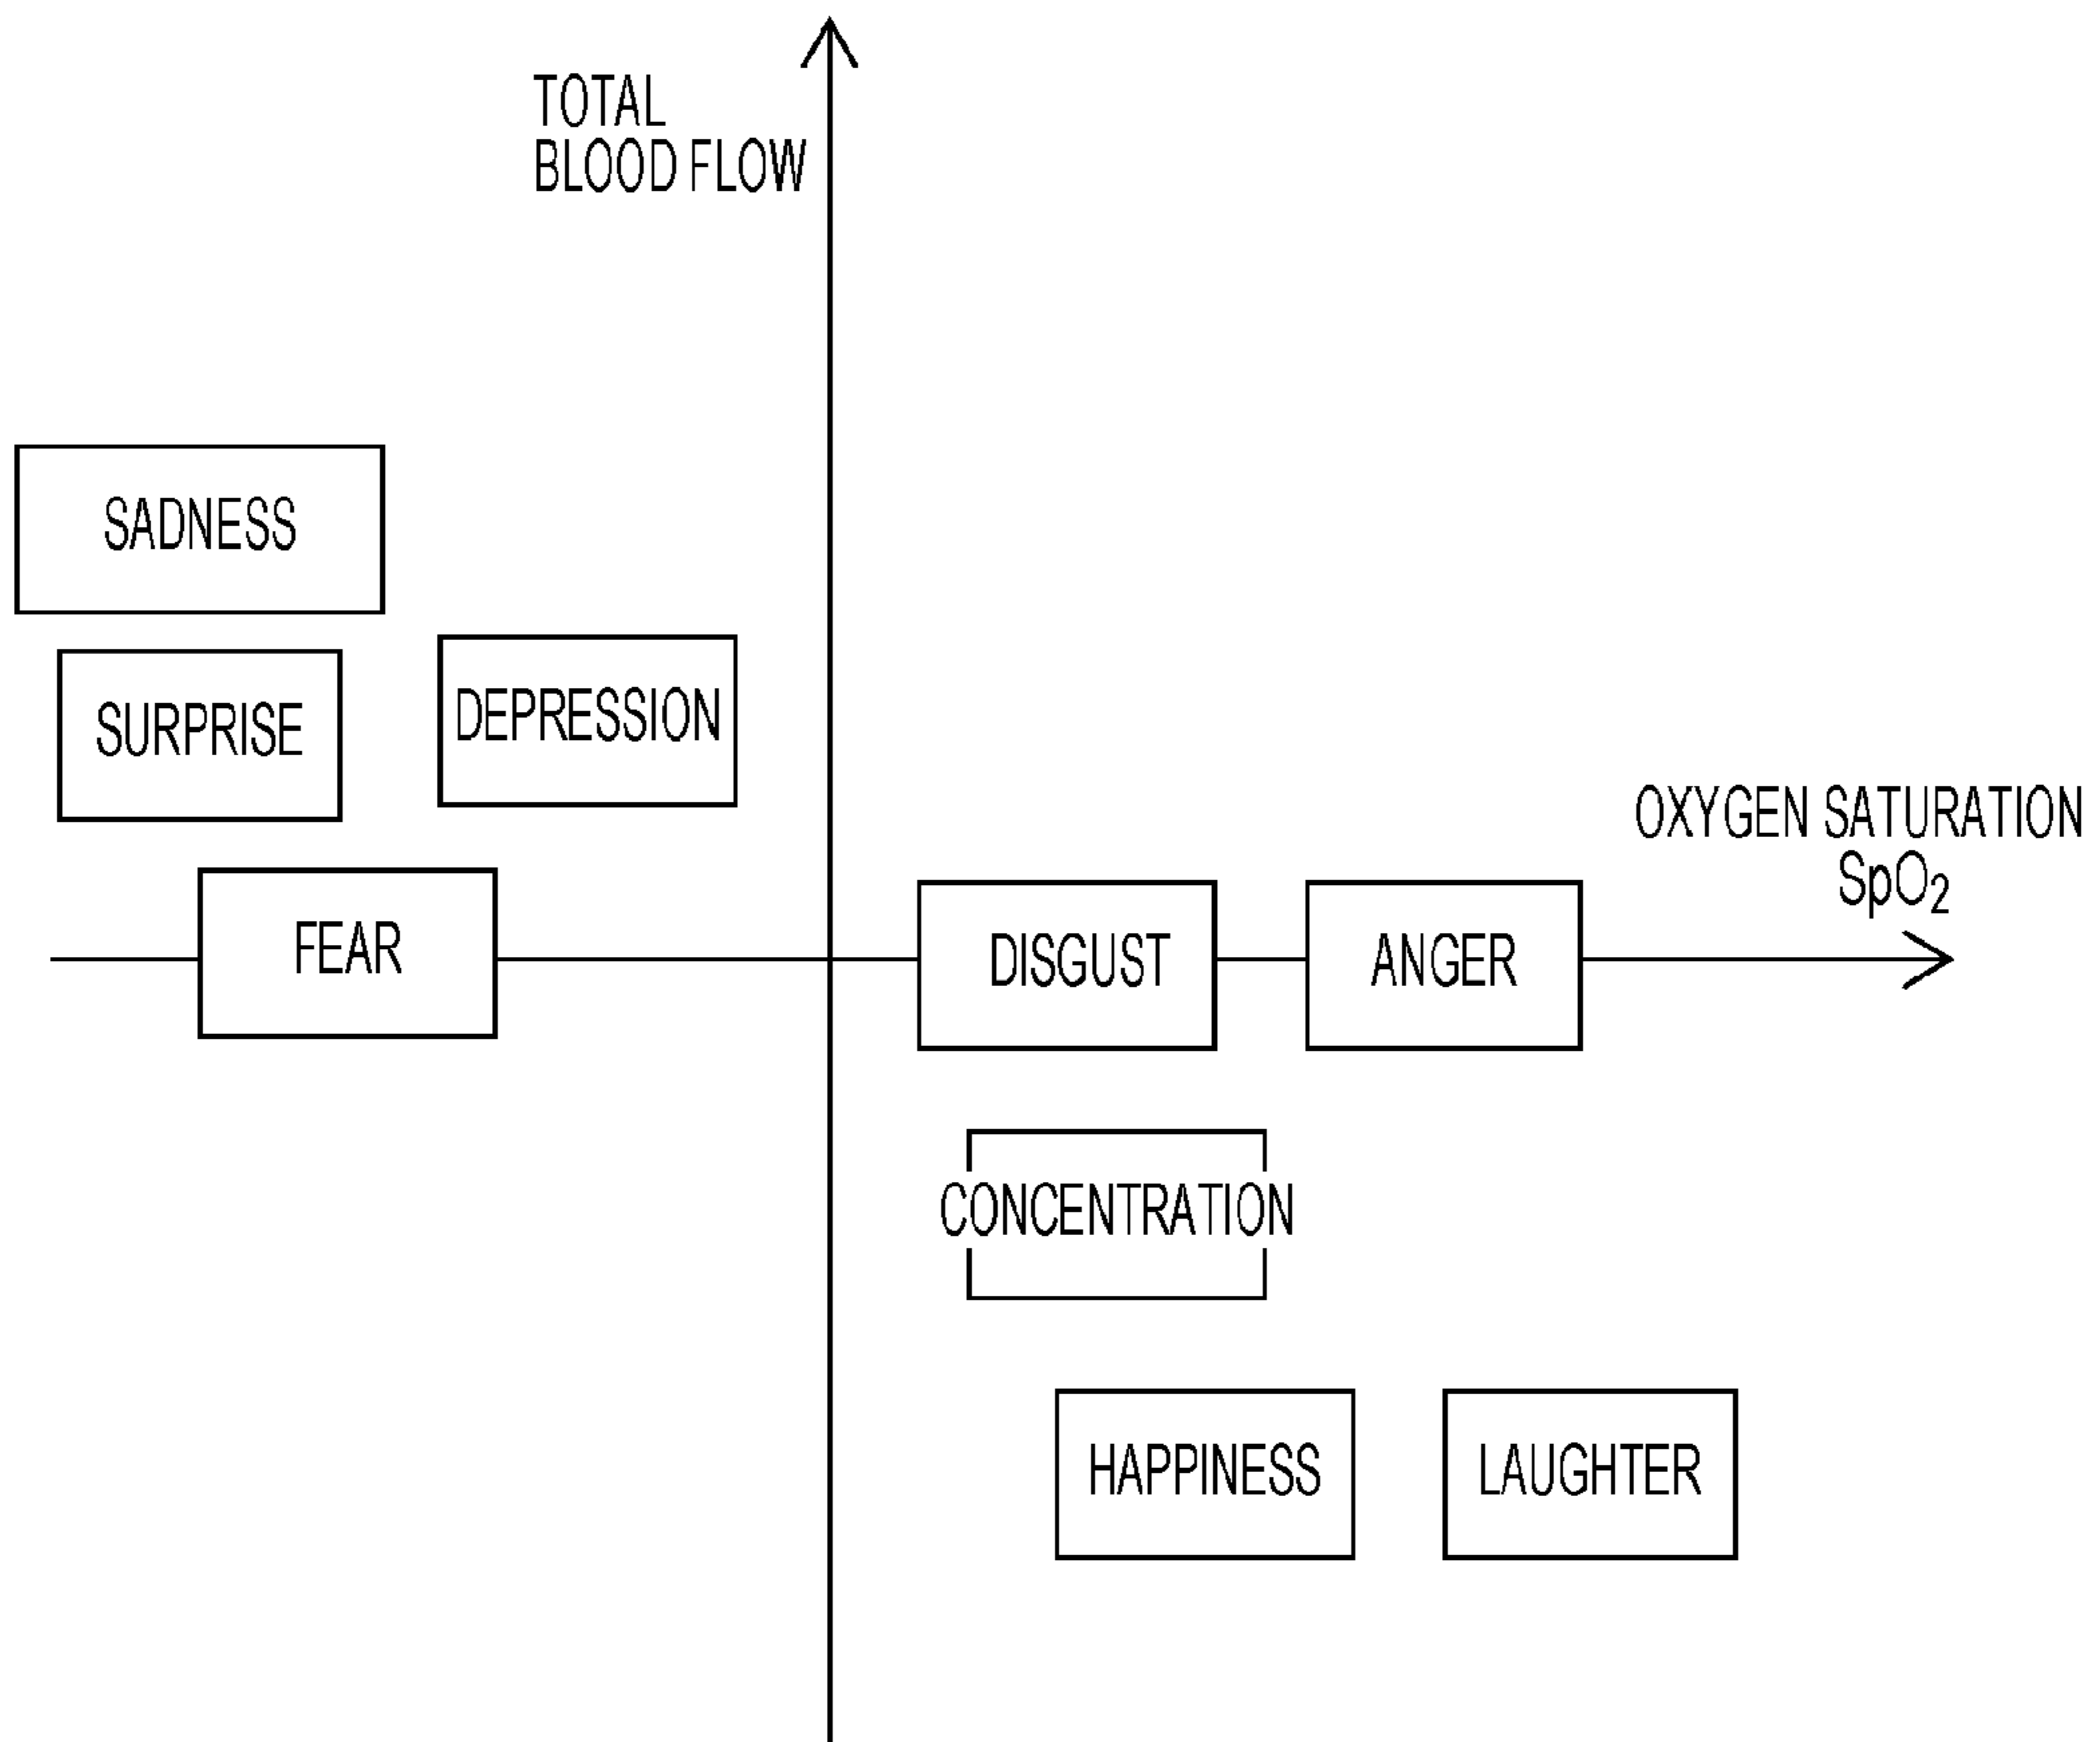 TOTAL
BLOOD FLOW
SADNESS
SURPRISE
DEPRESSION
OXYGEN SATURATION
SpO₂
FEAR
DISGUST
ANGER
CONCENTRATION
HAPPINESS
LAUGHTER